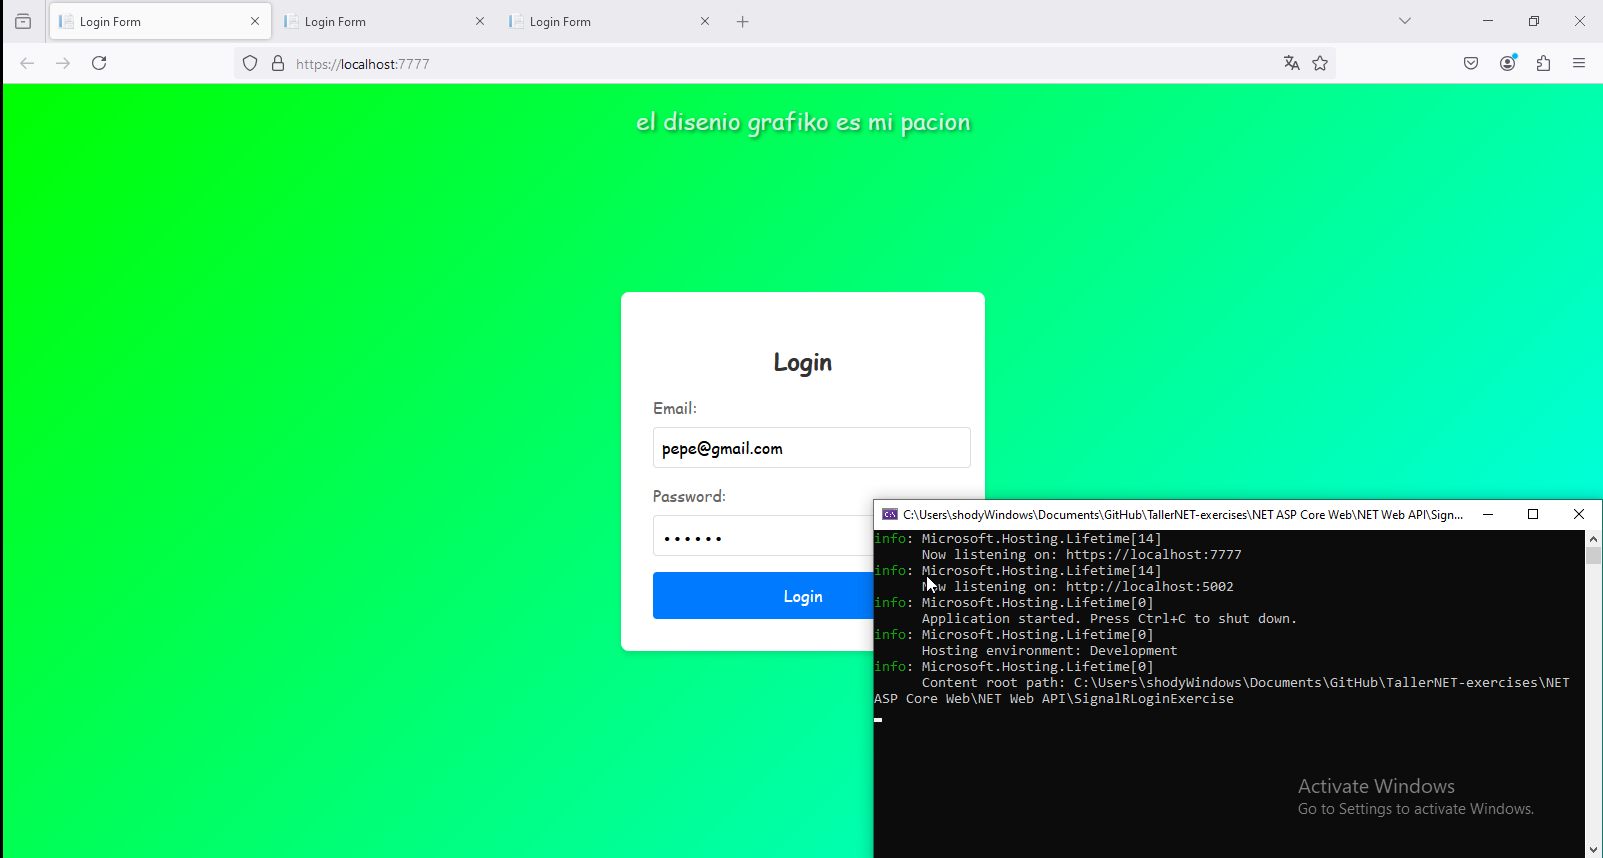 Login Form
Login Form
Login Form
https://localhost:7777
el disenio grafiko es mi pacion
Login
Email:
pepe@gmail.com
Password:
••••••
Login
C:\Users\shodyWindows\Documents\GitHub\TallerNET-exercises\NET ASP Core Web\NET Web API\Sign...
info: Microsoft.Hosting.Lifetime[14]
Now listening on: https://localhost:7777
info: Microsoft.Hosting.Lifetime[14]
Now listening on: http://localhost:5002
info: Microsoft.Hosting.Lifetime[0]
Application started. Press Ctrl+C to shut down.
info: Microsoft.Hosting.Lifetime[0]
Hosting environment: Development
info: Microsoft.Hosting.Lifetime[0]
Content root path: C:\Users\shodyWindows\Documents\GitHub\TallerNET-exercises\NET
ASP Core Web\NET Web API\SignalRLoginExercise
Activate Windows
Go to Settings to activate Windows.